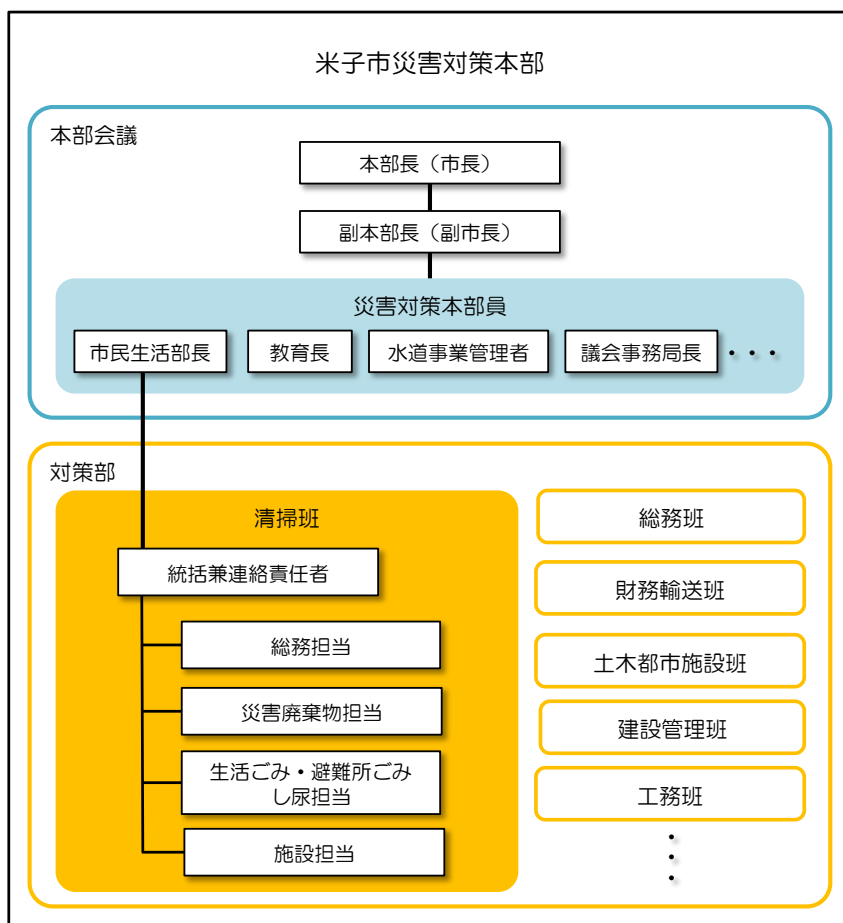 米子市災害対策本部
本部会議
本部長（市長）
副本部長（副市長）
災害対策本部員
市民生活部長
教育長
水道事業管理者
議会事務局長
・・・
対策部
清掃班
統括兼連絡責任者
総務担当
災害廃棄物担当
生活ごみ・避難所ごみ
し尿担当
施設担当
総務班
財務輸送班
土木都市施設班
建設管理班
工務班
・・・